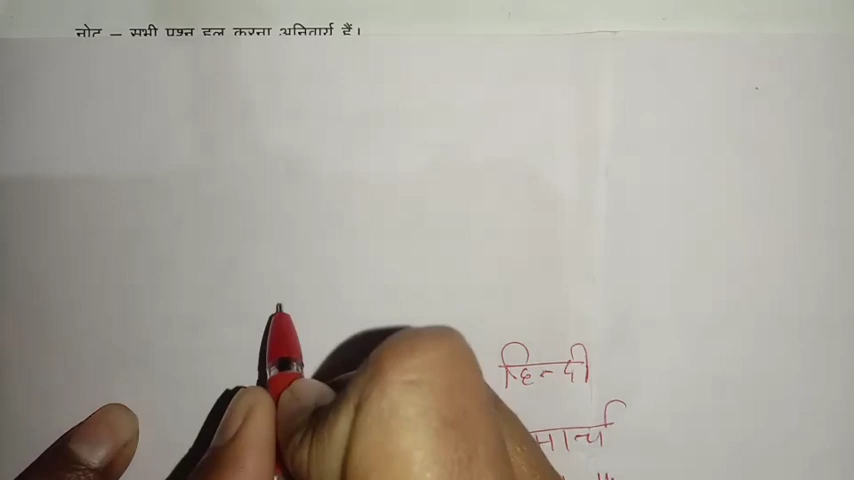 नोट – सभी प्रश्न हल करना अनिवार्य हैं।
हिन्दी